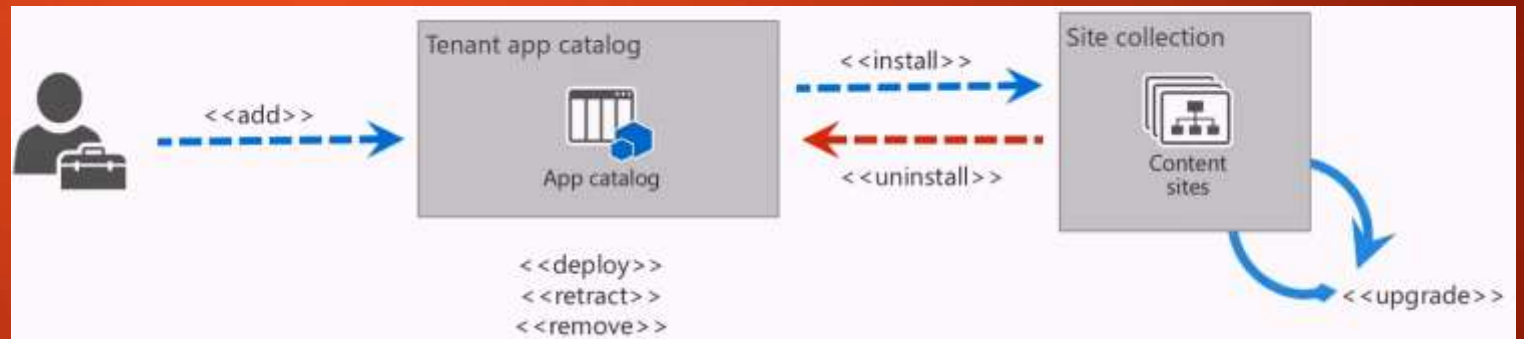 Tenant app catalog
App catalog
<<add>>
<<deploy>>
<<retract>>
<<remove>>
<<install>>
<<uninstall>>
Site collection
Content
sites
<<upgrade>>